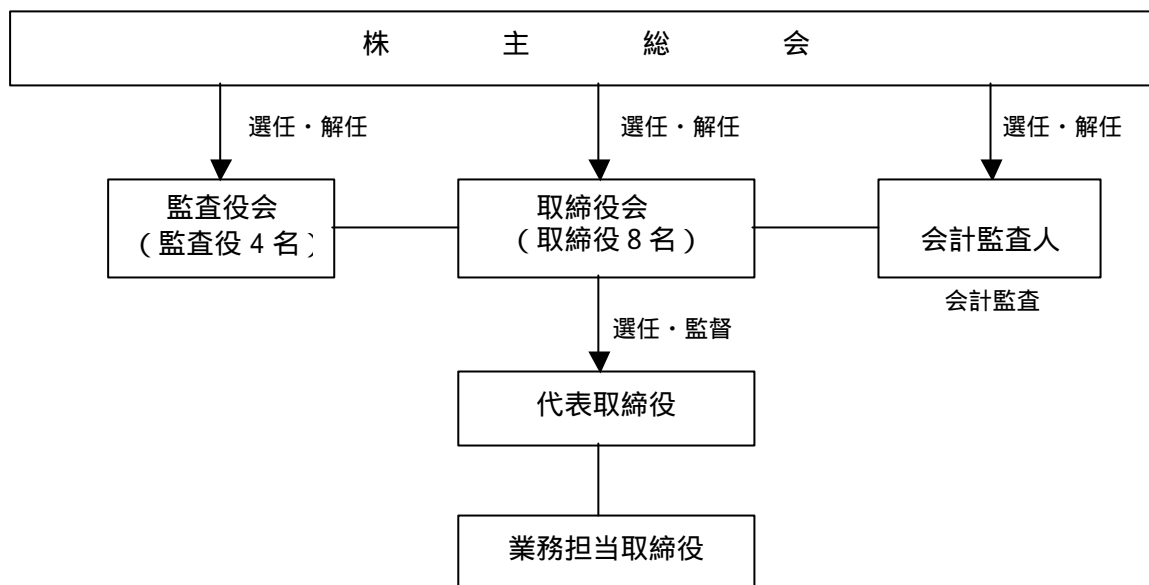 株主総会
選任・解任
選任・解任
選任・解任
監査役会
（監査役4名）
取締役会
（取締役8名）
会計監査人
会計監査
選任・監督
代表取締役
業務担当取締役